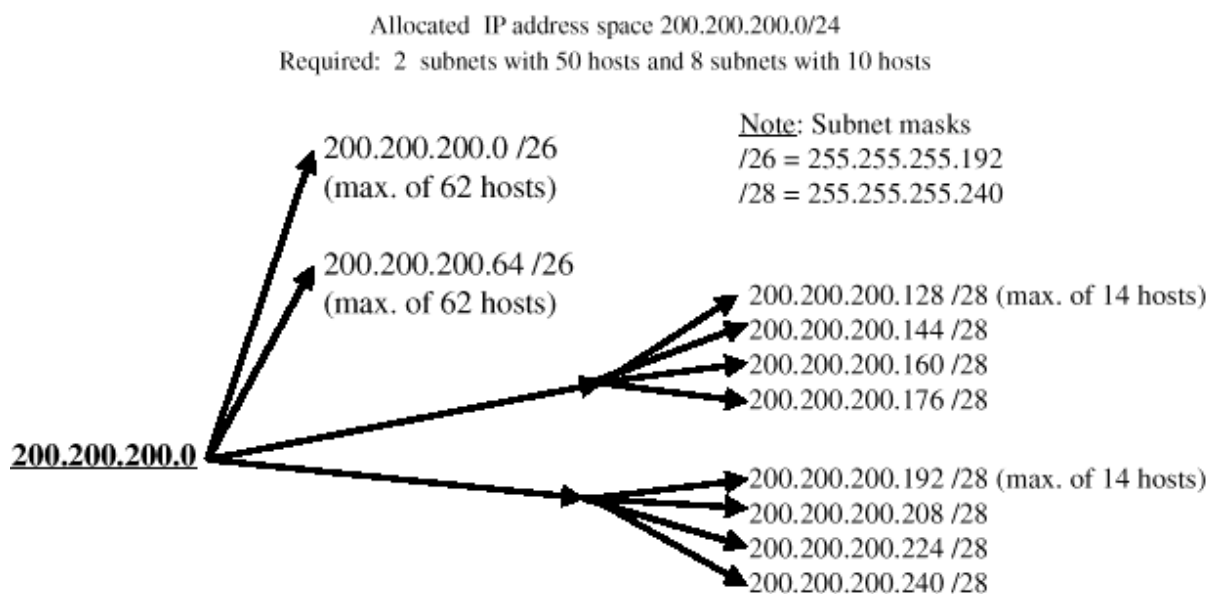 Allocated IP address space 200.200.200.0/24
Required: 2 subnets with 50 hosts and 8 subnets with 10 hosts
200.200.200.0 /26
(max. of 62 hosts)
Note: Subnet masks
/26 = 255.255.255.192
/28 = 255.255.255.240
200.200.200.64 /26
(max. of 62 hosts)
200.200.200.128 /28 (max. of 14 hosts)
200.200.200.144 /28
200.200.200.160 /28
200.200.200.176 /28
200.200.200.0
200.200.200.192 /28 (max. of 14 hosts)
200.200.200.208 /28
200.200.200.224 /28
200.200.200.240 /28